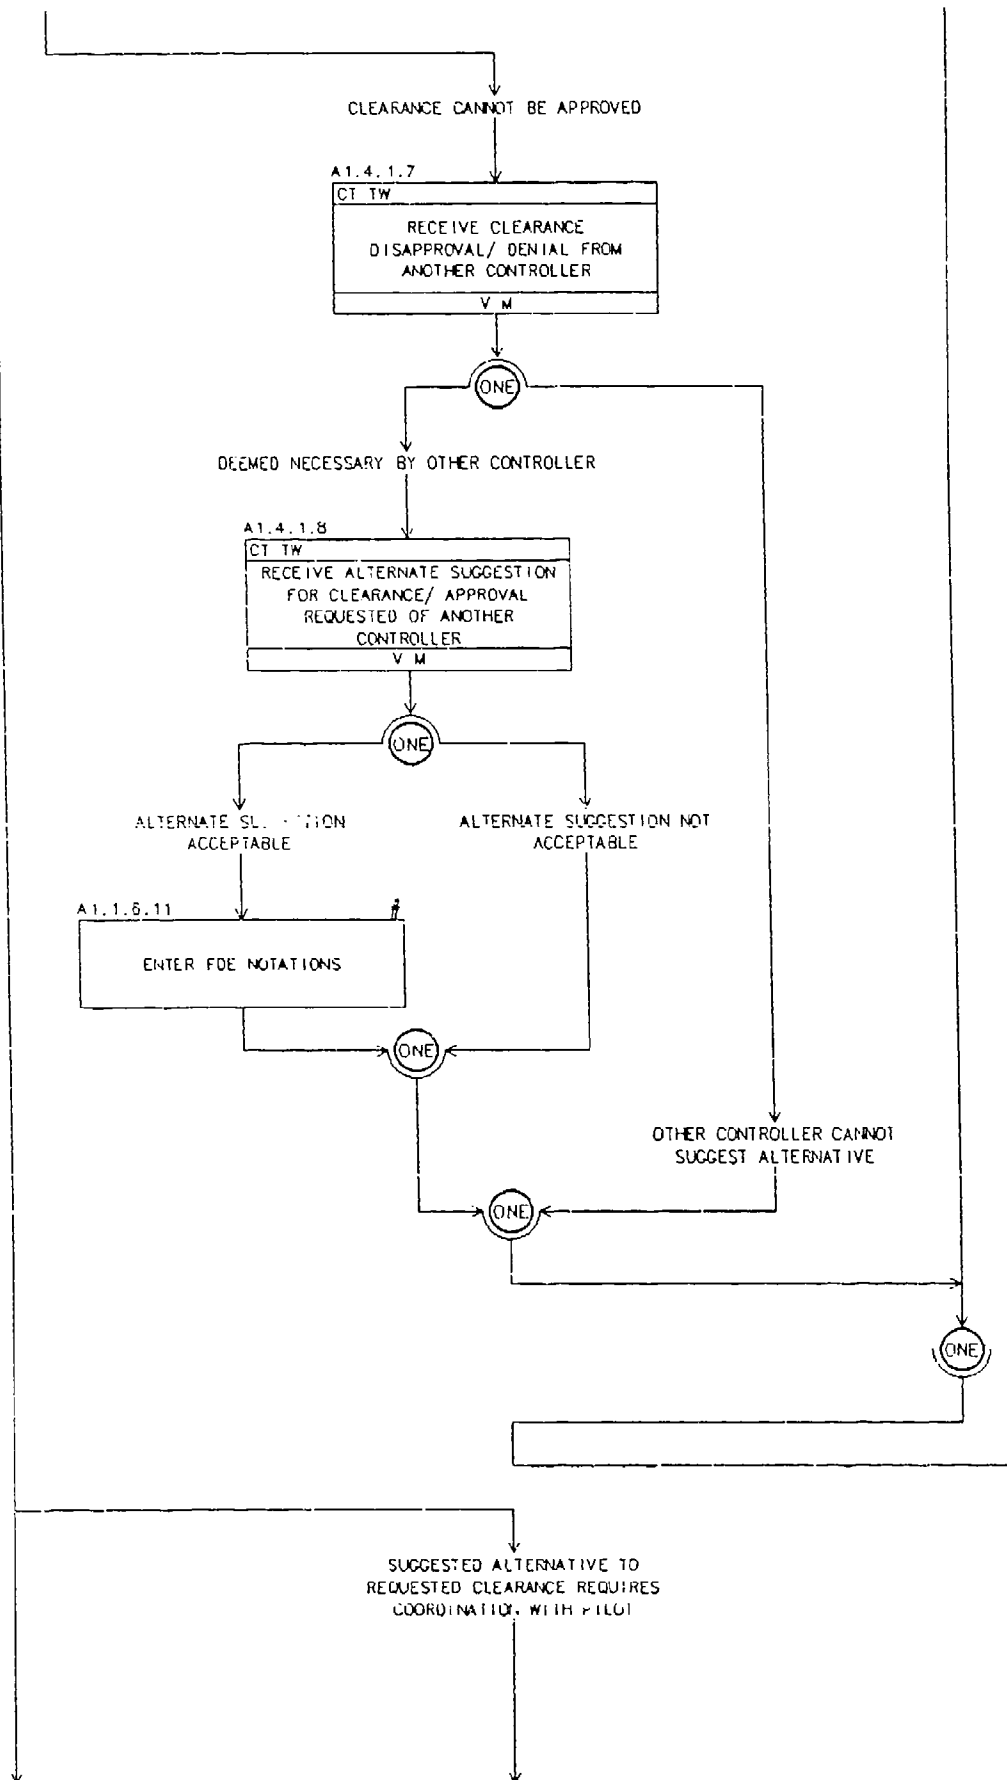 CLEARANCE CANNOT BE APPROVED
A1.4.1.7
CT TW
RECEIVE CLEARANCE
DISAPPROVAL/ DENIAL FROM
ANOTHER CONTROLLER
V M
ONE
DEEMED NECESSARY BY OTHER CONTROLLER
A1.4.1.8
CT TW
RECEIVE ALTERNATE SUGGESTION
FOR CLEARANCE/ APPROVAL
REQUESTED OF ANOTHER
CONTROLLER
V M
ONE
ALTERNATE
ACCEPTABLE
ALTERNATE SUGGESTION NOT
ACCEPTABLE
A1.1.6.11
ENTER FDE NOTATIONS
ONE
OTHER CONTROLLER CANNOT
SUGGEST ALTERNATIVE
ONE
ONE
SUGGESTED ALTERNATIVE TO
REQUESTED CLEARANCE REQUIRES
COORDINATION WITH PILOT